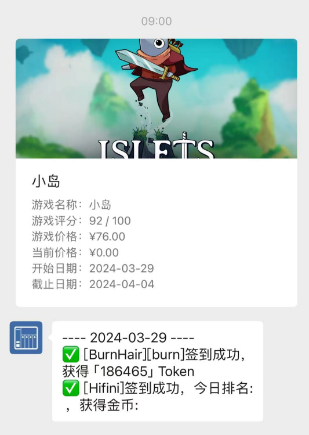 09:00
ISLETS
小岛
游戏名称：小岛
游戏评分：92 / 100
游戏价格：¥76.00
当前价格：¥0.00
开始日期：2024-03-29
截止日期：2024-04-04
---- 2024-03-29 ----
✅ [BurnHair][burn]签到成功，
获得「186465」Token
✅ [Hifini]签到成功，今日排名:
，获得金币: